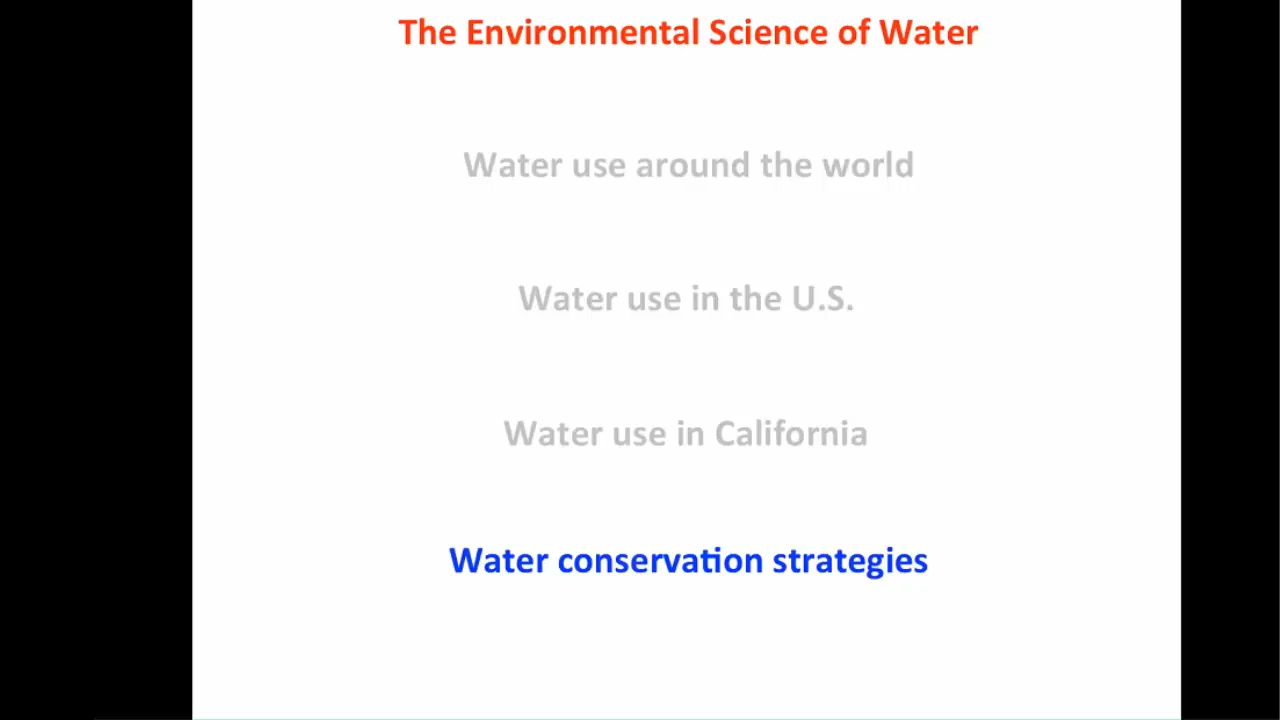 The Environmental Science of Water
Water use around the world
Water use in the U.S.
Water use in California
Water conservation strategies